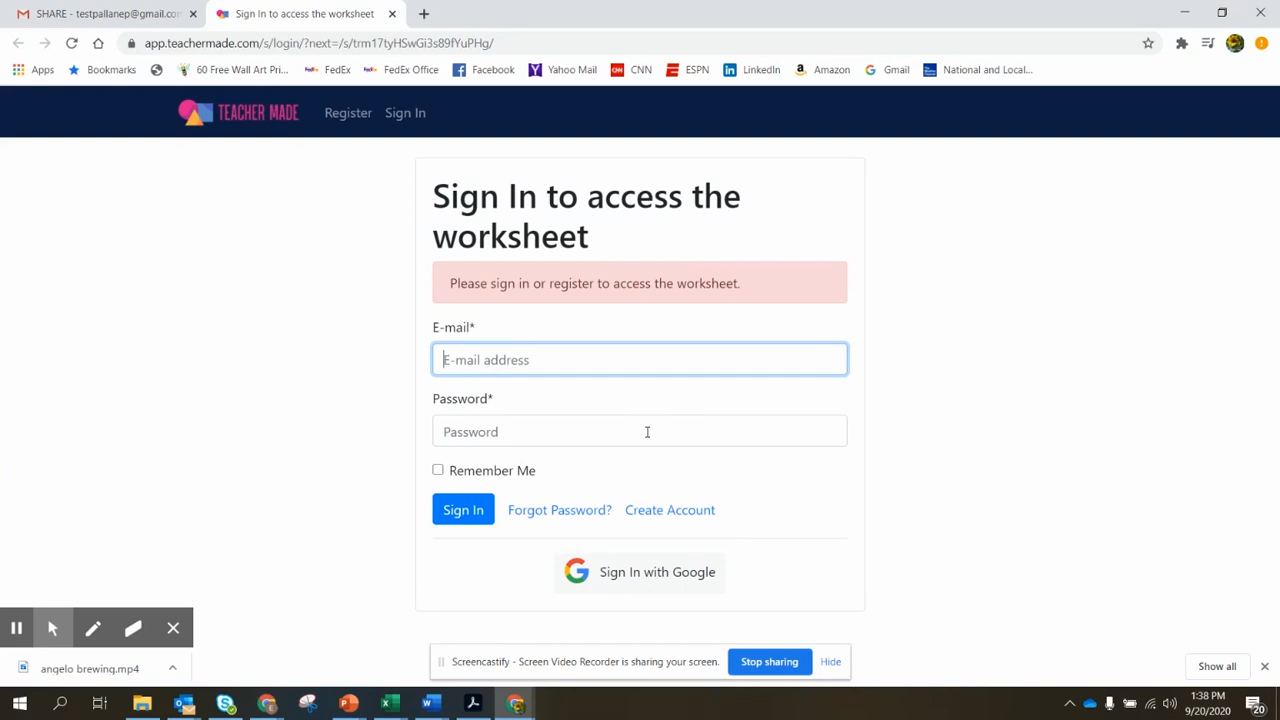 SHARE - testpallanep@gmail.con
Sign In to access the worksheet
app.teachermade.com/s/login/?next=/s/trm17tyHSwGi3s89fYuPHg/
Apps
Bookmarks
60 Free Wall Art Pri...
FedEx
FedEx Office
Facebook
Yahoo Mail
CNN
ESPN
LinkedIn
Amazon
Gmail
National and Loca...
TEACHER MADE
Register
Sign In
Sign In to access the
worksheet
Please sign in or register to access the worksheet.
E-mail*
E-mail address
Password*
Password
Remember Me
Sign In
Forgot Password?
Create Account
Sign In with Google
angelo brewing.mp4
Screencastify - Screen Video Recorder is sharing your screen.
Stop sharing
Hide
Show all
1:38 PM
9/20/2020
20